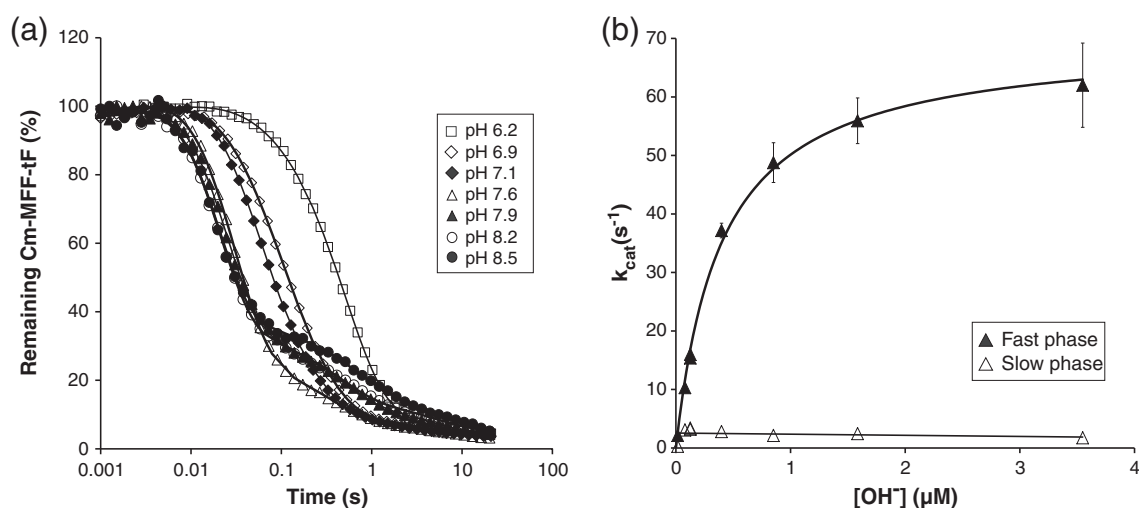 (a)
120
100
80
60
40
20
0
0.001
0.01
0.1
1
10
100
Remaining Cm-MFF-tF (%)
Time (s)
pH 6.2
pH 6.9
pH 7.1
pH 7.6
pH 7.9
pH 8.2
pH 8.5
(b)
70
60
50
40
30
20
10
0
0
1
2
3
4
kcat(s⁻¹)
[OH⁻] (µM)
Fast phase
Slow phase